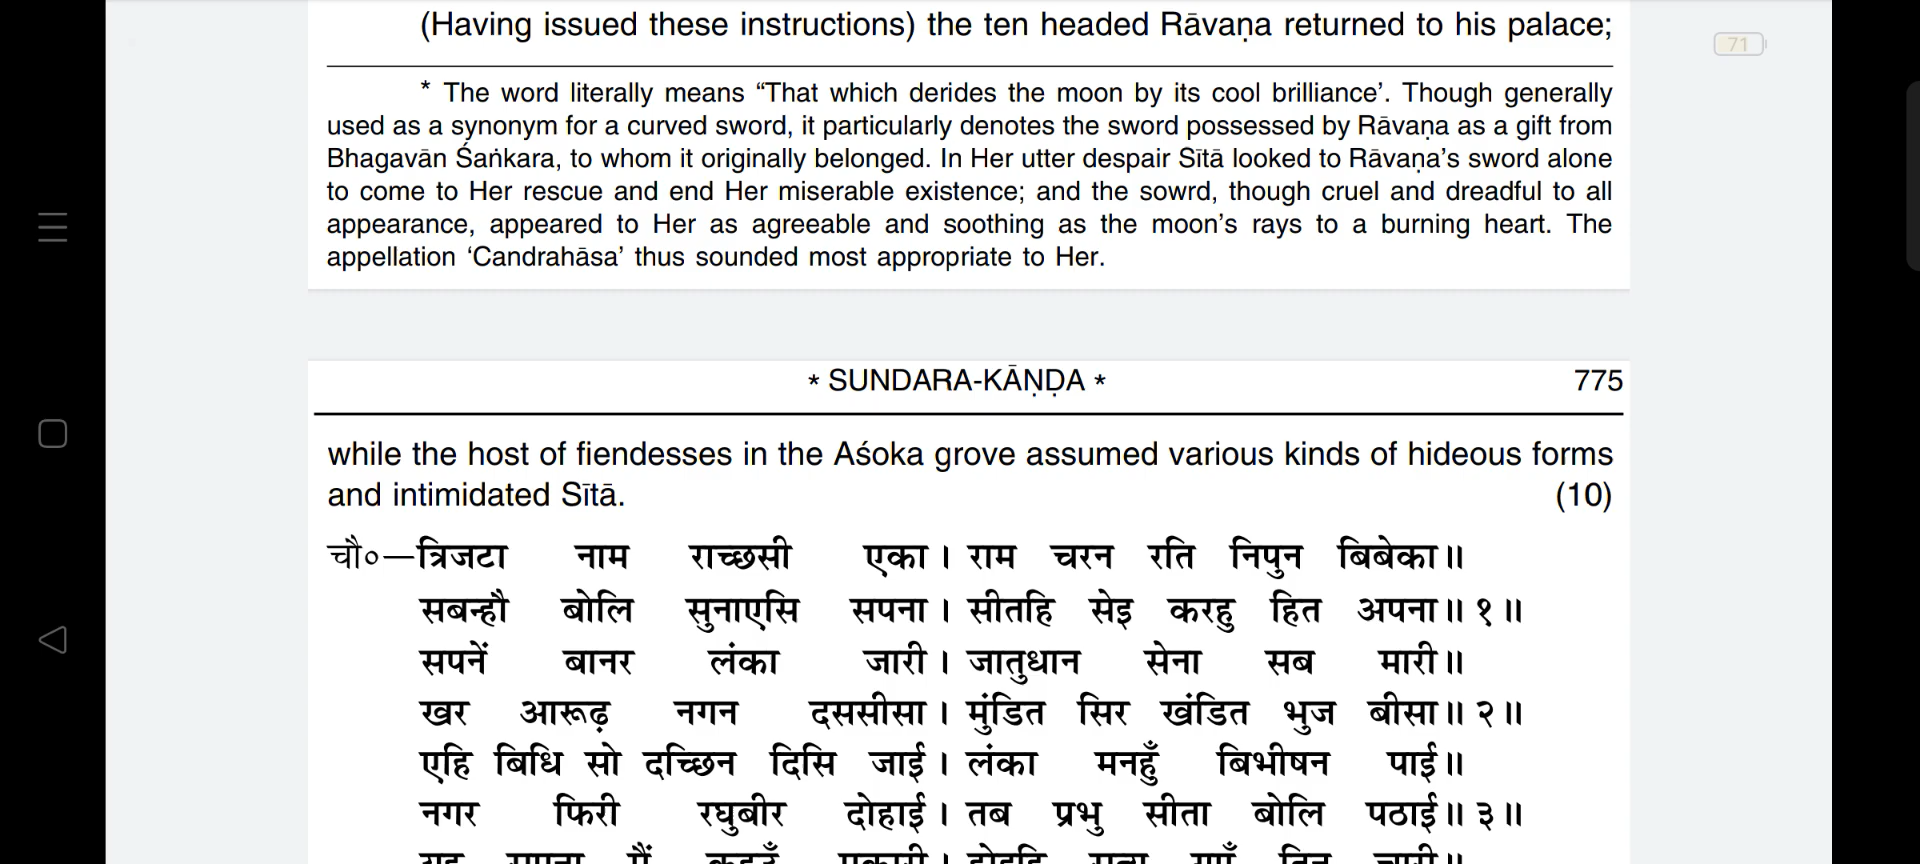 (Having issued these instructions) the ten headed Rāvaṇa returned to his palace;
71
* The word literally means “That which derides the moon by its cool brilliance’. Though generally
used as a synonym for a curved sword, it particularly denotes the sword possessed by Rāvaṇa as a gift from
Bhagavān Śaṅkara, to whom it originally belonged. In Her utter despair Sītā looked to Rāvaṇa’s sword alone
to come to Her rescue and end Her miserable existence; and the sowrd, though cruel and dreadful to all
appearance, appeared to Her as agreeable and soothing as the moon’s rays to a burning heart. The
appellation ‘Candrahāsa’ thus sounded most appropriate to Her.
* SUNDARA-KĀṆḌA * 775
while the host of fiendesses in the Aśoka grove assumed various kinds of hideous forms
and intimidated Sītā. (10)
चौ०—त्रिजटा नाम राच्छसी एका। राम चरन रति निपुन बिबेका॥
सबन्हौ बोलि सुनाएसि सपना। सीतहि सेइ करहु हित अपना॥ १॥
सपनें बानर लंका जारी। जातुधान सेना सब मारी॥
खर आरूढ़ नगन दससीसा। मुंडित सिर खंडित भुज बीसा॥ २॥
एहि बिधि सो दच्छिन दिसि जाई। लंका मनहुँ बिभीषन पाई॥
नगर फिरी रघुबीर दोहाई। तब प्रभु सीता बोलि पठाई॥ ३॥